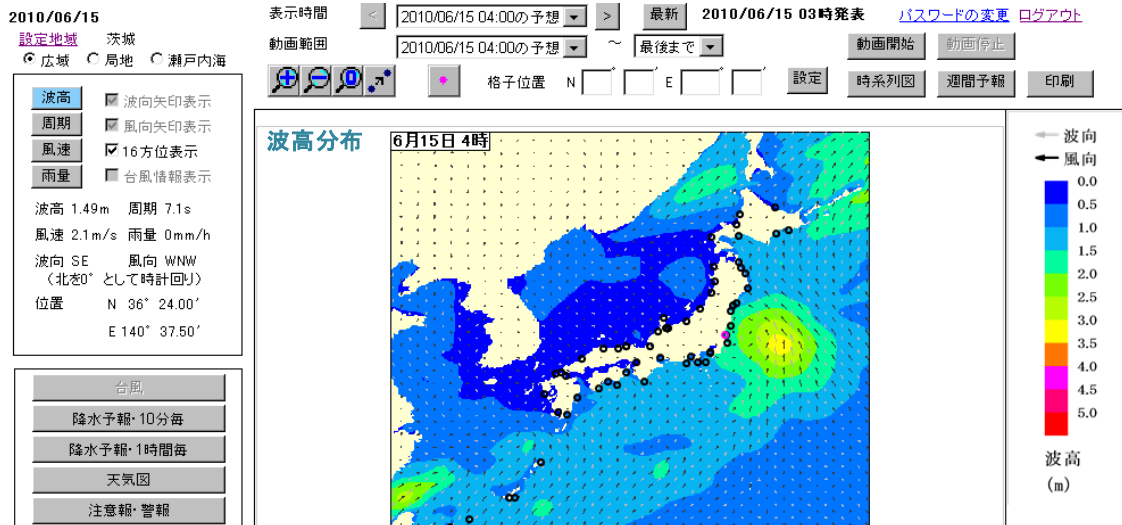 2010/06/15
設定地域 茨城
広域 局地 瀬戸内海
表示時間 < 2010/06/15 04:00の予想 > 最新 2010/06/15 03時発表 パスワードの変更 ログアウト
動画範囲 2010/06/15 04:00の予想 ~ 最後まで 動画開始 動画停止
格子位置 N ° ′ E ° ′ 設定 時系列図 週間予報 印刷
波高 波向矢印表示
周期 風向矢印表示
風速 16方位表示
雨量 台風情報表示
波高 1.49m 周期 7.1s
風速 2.1m/s 雨量 0mm/h
波向 SE 風向 WNW
(北を0° として時計回り)
位置 N 36° 24.00′
E 140° 37.50′
台風
降水予報・10分毎
降水予報・1時間毎
天気図
注意報・警報
波高分布 6月15日 4時
波向
風向
0.0
0.5
1.0
1.5
2.0
2.5
3.0
3.5
4.0
4.5
5.0
波高
(m)